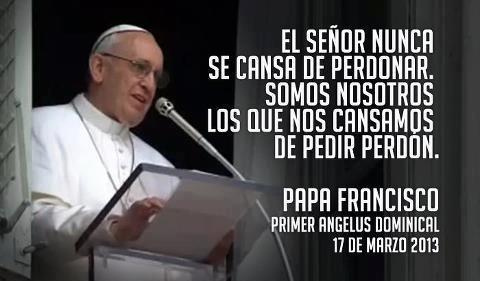 EL SEÑOR NUNCA
SE CANSA DE PERDONAR.
SOMOS NOSOTROS
LOS QUE NOS CANSAMOS
DE PEDIR PERDÓN.
PAPA FRANCISCO
PRIMER ANGELUS DOMINICAL
17 DE MARZO 2013